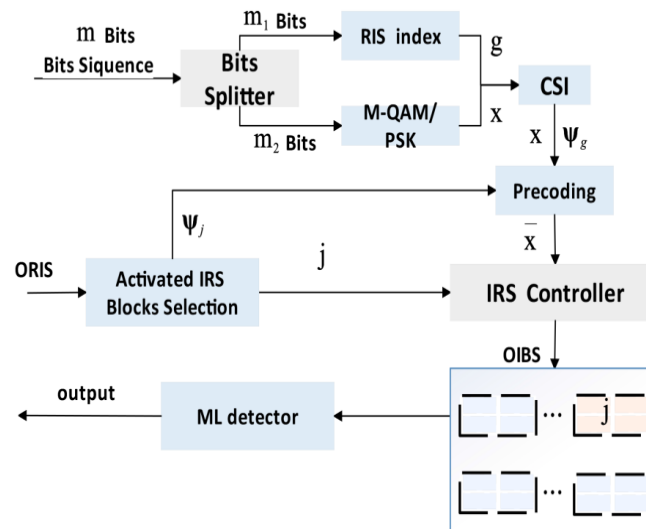 m Bits
Bits Siquence
Bits
Splitter
m₁ Bits
RIS index
g
m₂ Bits
M-QAM/
PSK
x
CSI
x Ψg
Precoding
x̄
Ψj
ORIS
Activated IRS
Blocks Selection
j
IRS Controller
OIBS
output
ML detector
... j
...